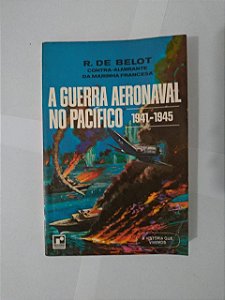 R. DE BELOT
CONTRA-ALMIRANTE
DA MARINHA FRANCESA
A GUERRA AERONAVAL
NO PACÍFICO 1941-1945
A HISTÓRIA QUE
VIVEMOS